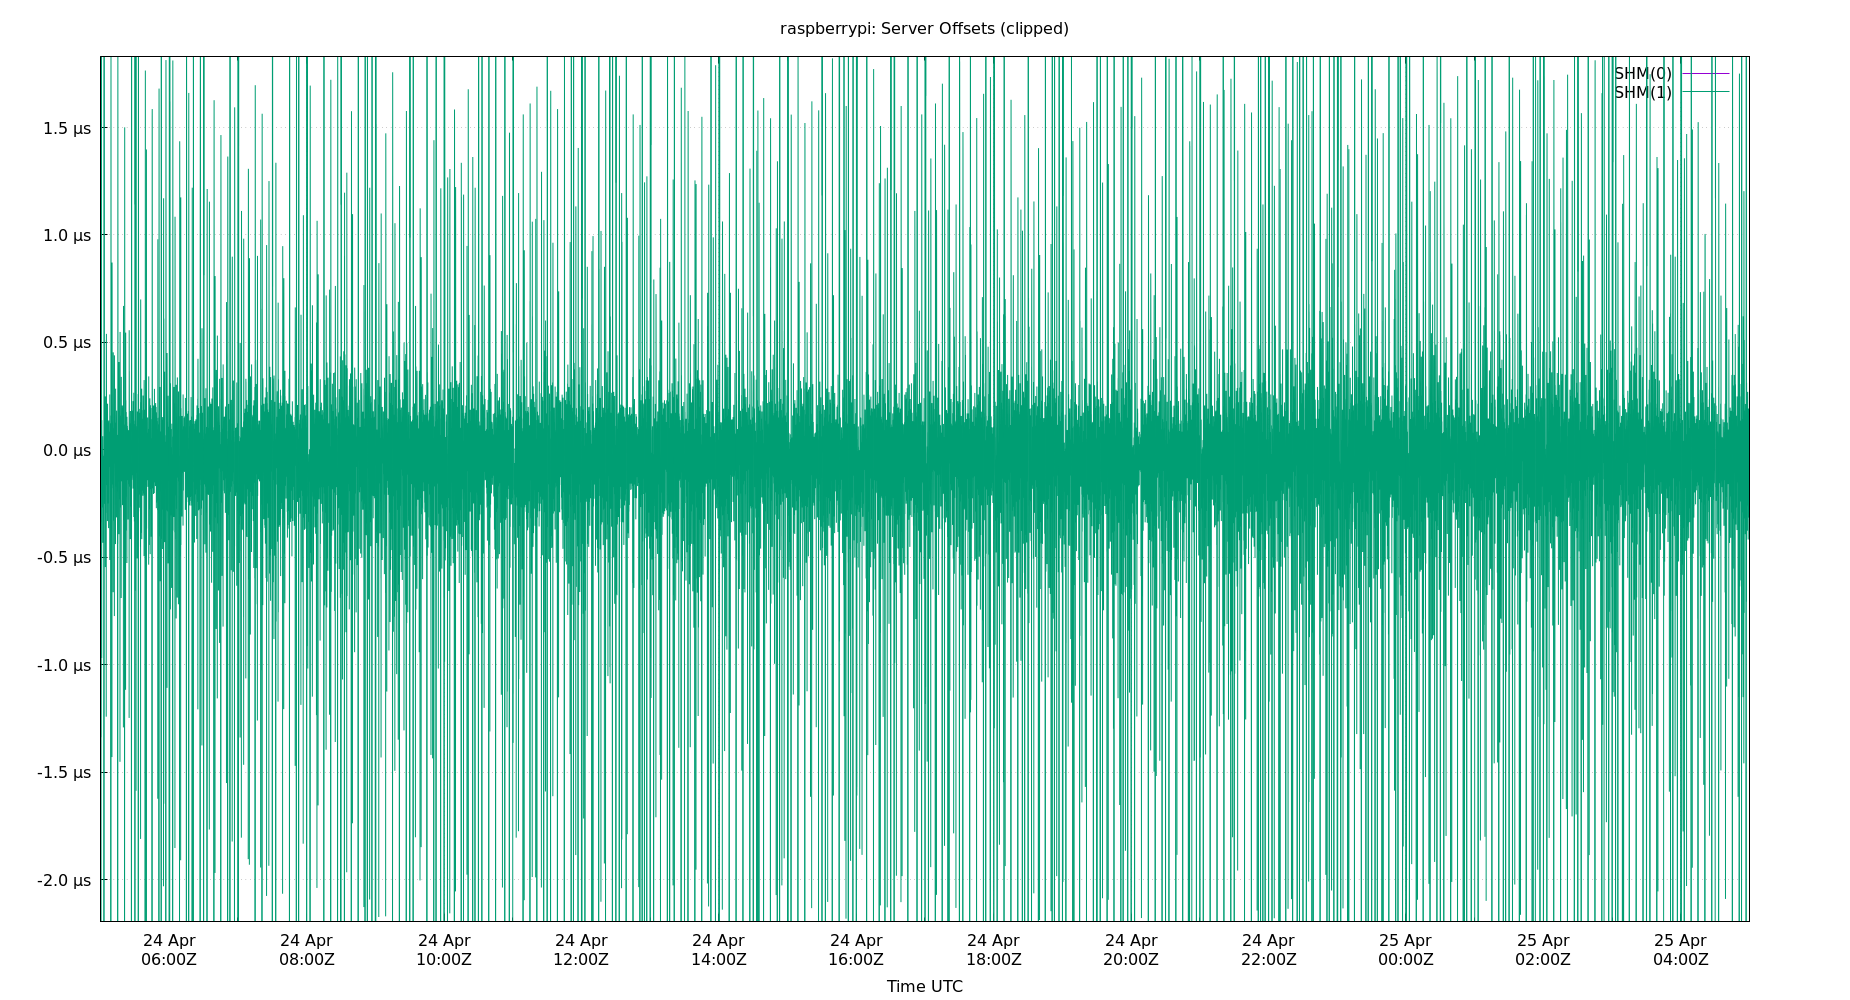 raspberrypi: Server Offsets (clipped)
SHM(0)
SHM(1)
1.5 µs
1.0 µs
0.5 µs
0.0 µs
-0.5 µs
-1.0 µs
-1.5 µs
-2.0 µs
24 Apr 24 Apr 24 Apr 24 Apr 24 Apr 24 Apr 24 Apr 24 Apr 24 Apr 25 Apr 25 Apr 25 Apr
06:00Z 08:00Z 10:00Z 12:00Z 14:00Z 16:00Z 18:00Z 20:00Z 22:00Z 00:00Z 02:00Z 04:00Z
Time UTC